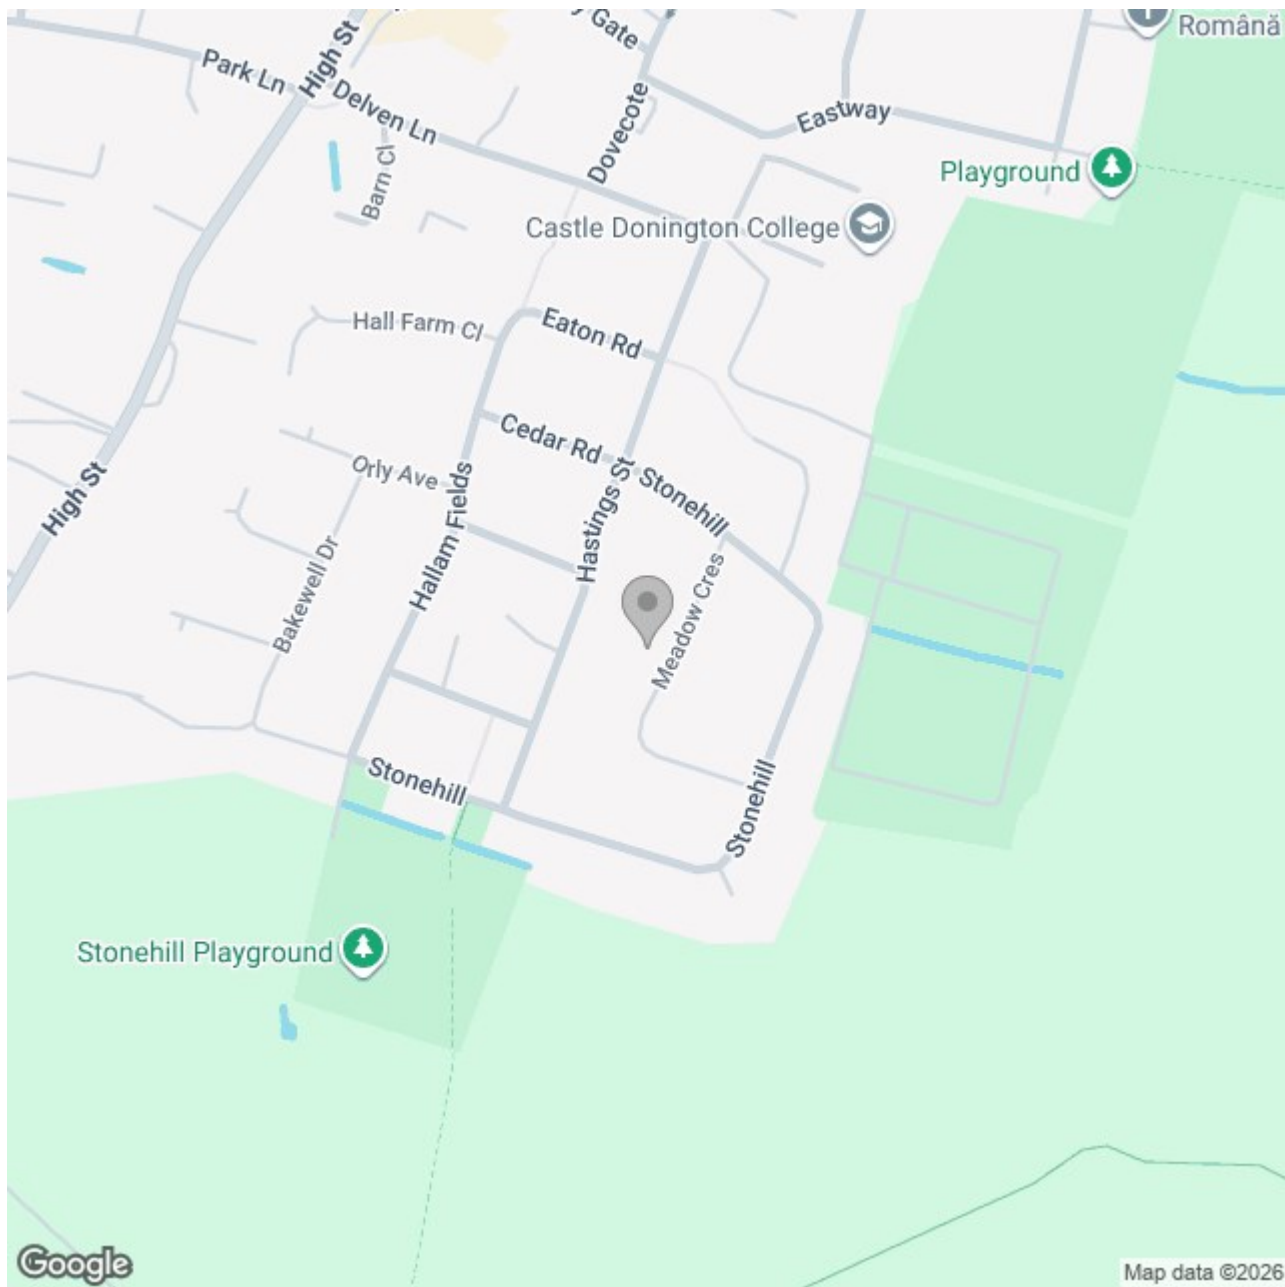 Gate
Română
Park Ln
High St
Delven Ln
Dovecote
Eastway
Barn Cl
Playground
Castle Donington College
Hall Farm Cl
Eaton Rd
Cedar Rd
Orly Ave
Stonehill
High St
Hallam Fields
Hastings St
Bakewell Dr
Meadow Cres
Stonehill
Stonehill
Stonehill Playground
Google
Map data ©2026